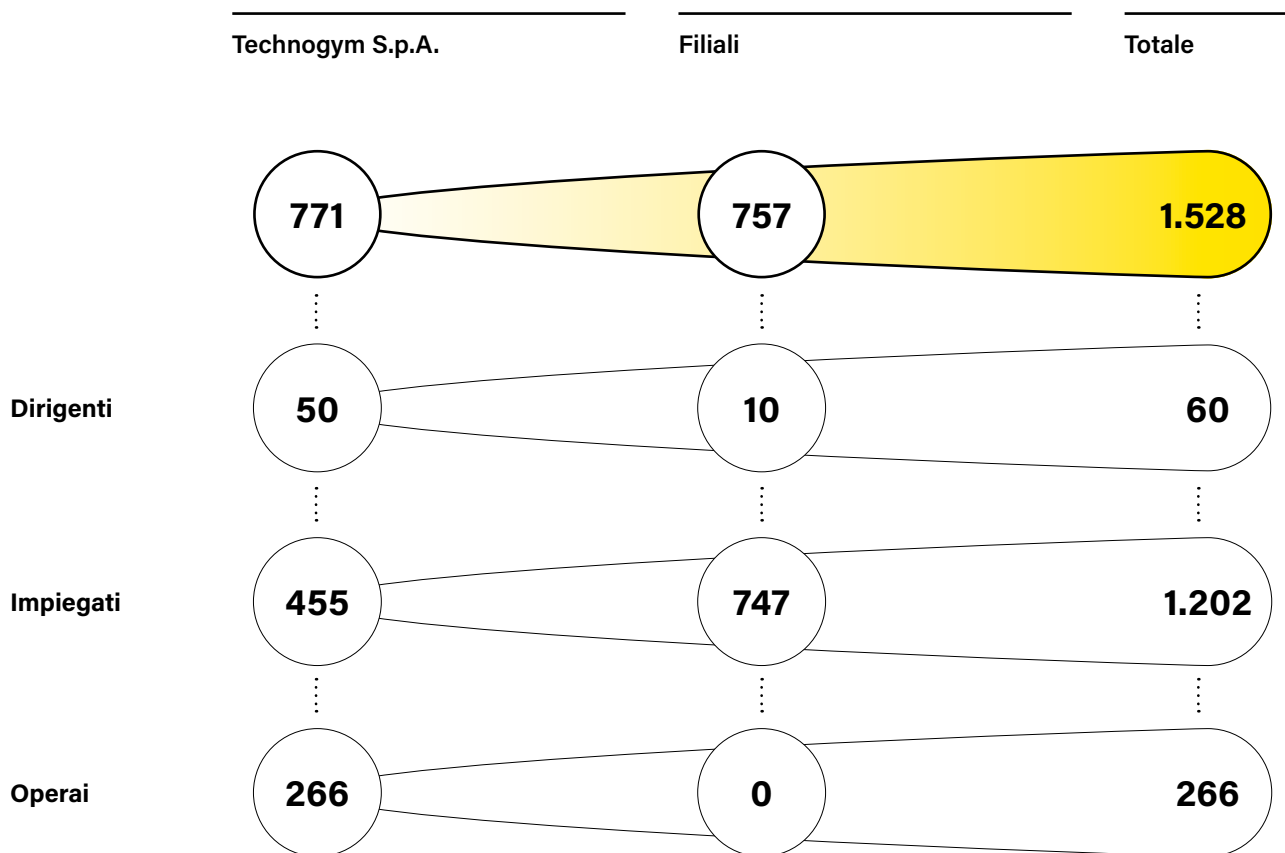 Technogym S.p.A. Filiali Totale
771 757 1.528
Dirigenti 50 10 60
Impiegati 455 747 1.202
Operai 266 0 266